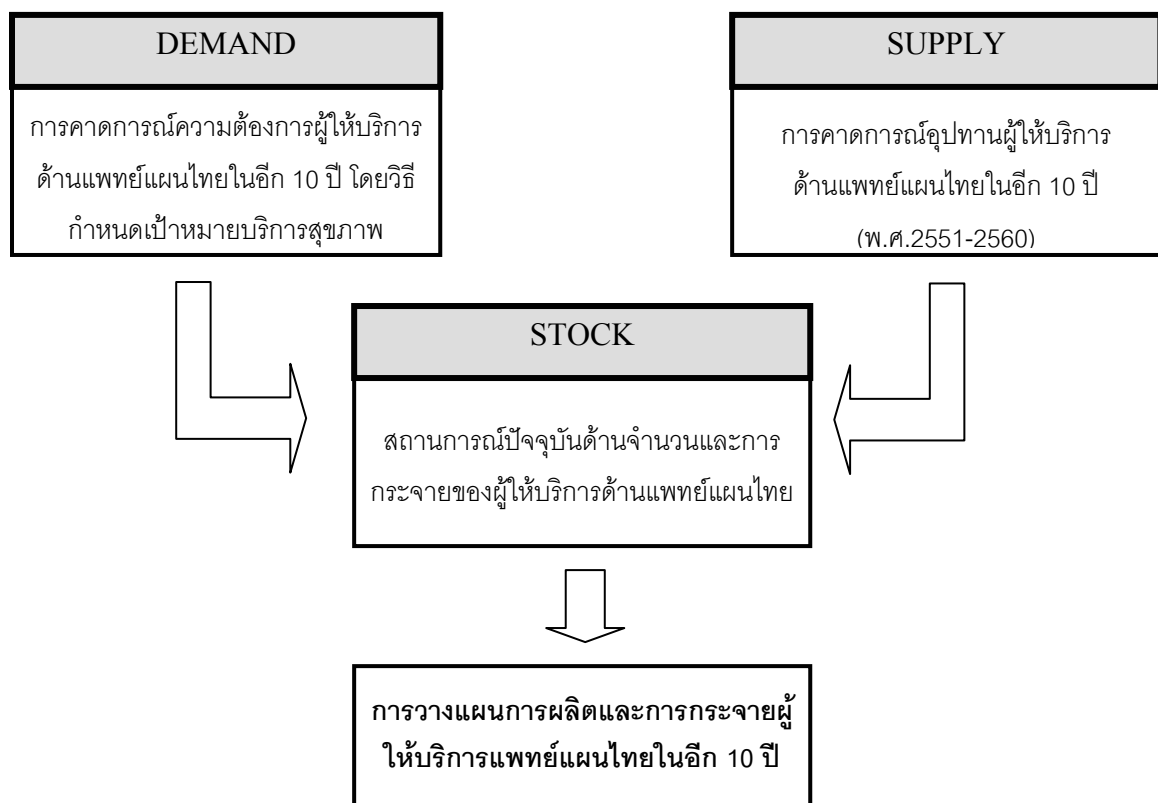 DEMAND
การคาดการณ์ความต้องการผู้ให้บริการ
ด้านแพทย์แผนไทยในอีก 10 ปี โดยวิธี
กำหนดเป้าหมายบริการสุขภาพ
SUPPLY
การคาดการณ์อุปทานผู้ให้บริการ
ด้านแพทย์แผนไทยในอีก 10 ปี
(พ.ศ.2551-2560)
STOCK
สถานการณ์ปัจจุบันด้านจำนวนและการ
กระจายของผู้ให้บริการด้านแพทย์แผนไทย
การวางแผนการผลิตและการกระจายผู้
ให้บริการแพทย์แผนไทยในอีก 10 ปี